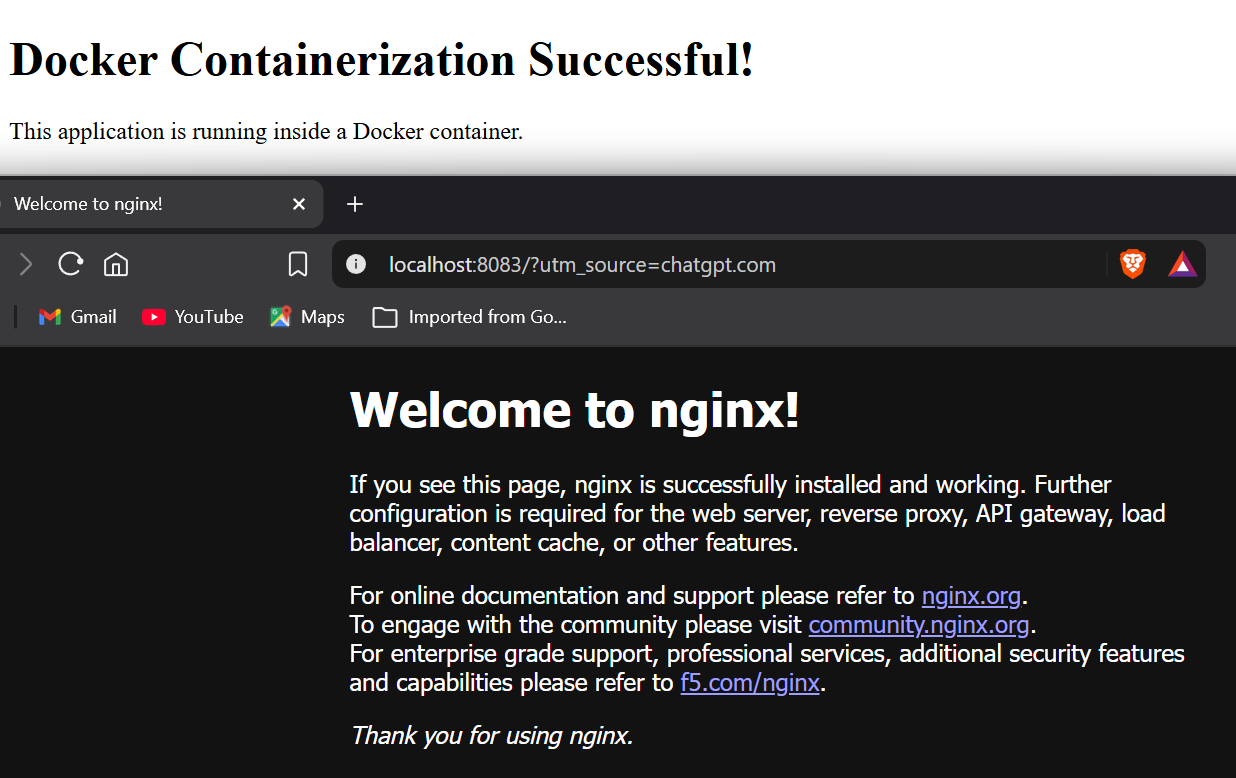 Docker Containerization Successful!
This application is running inside a Docker container.
Welcome to nginx!
localhost:8083/?utm_source=chatgpt.com
Gmail YouTube Maps Imported from Go...
Welcome to nginx!
If you see this page, nginx is successfully installed and working. Further
configuration is required for the web server, reverse proxy, API gateway, load
balancer, content cache, or other features.
For online documentation and support please refer to nginx.org.
To engage with the community please visit community.nginx.org.
For enterprise grade support, professional services, additional security features
and capabilities please refer to f5.com/nginx.
Thank you for using nginx.